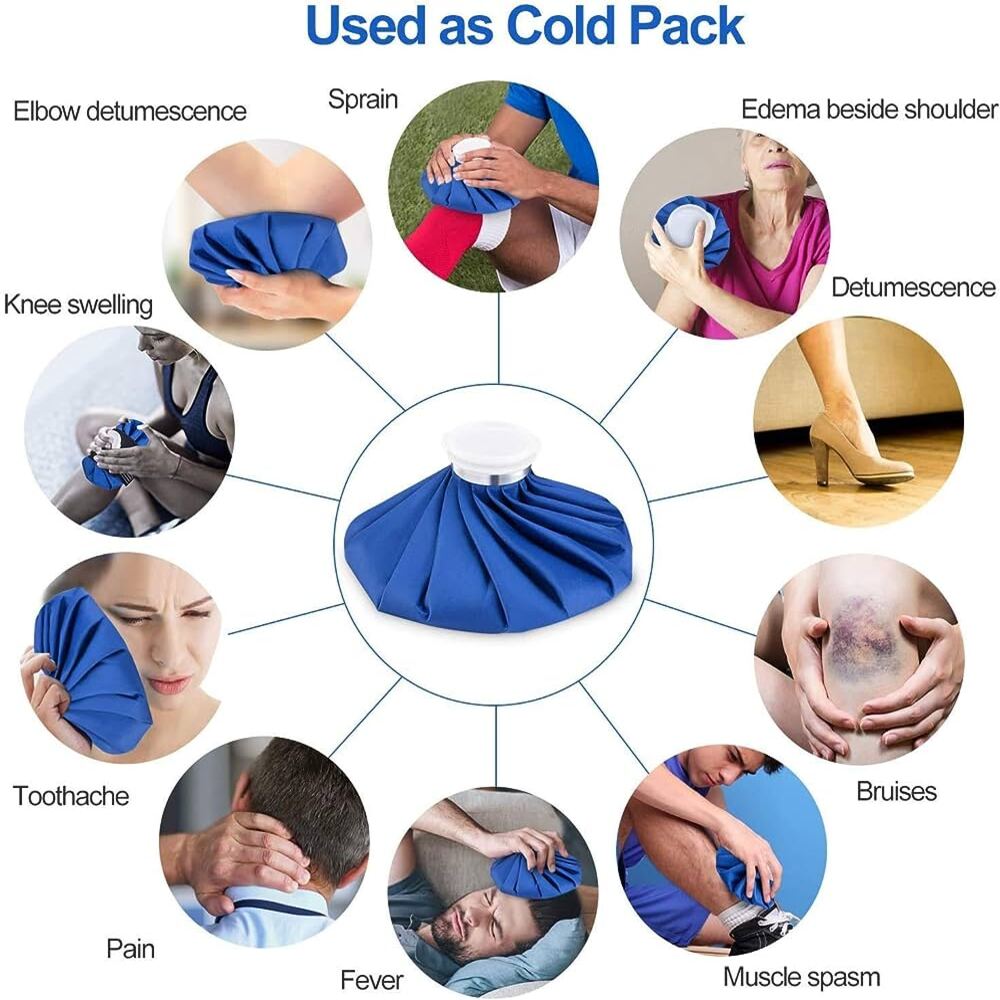 Used as Cold Pack
Elbow detumescence
Sprain
Edema beside shoulder
Knee swelling
Detumescence
Toothache
Bruises
Pain
Fever
Muscle spasm